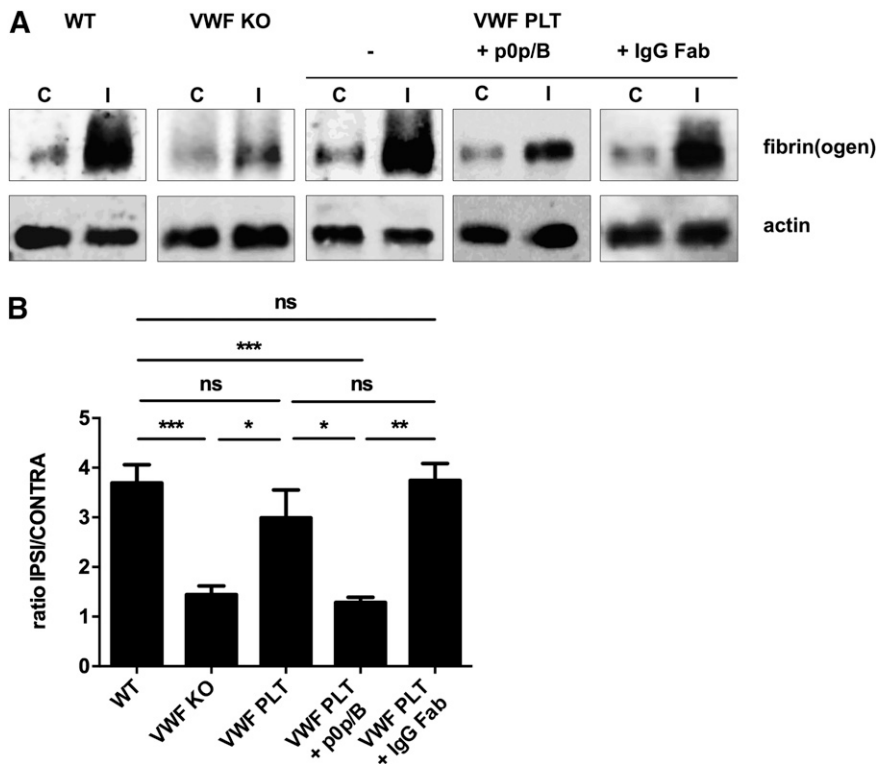 A
WT
VWF KO
VWF PLT
-
+ p0p/B
+ IgG Fab
C I C I C I C I C I
fibrin(ogen)
actin
B
ns
***
ns
ns
***
*
*
**
5
4
3
2
1
0
ratio IPSI/CONTRA
WT
VWF KO
VWF PLT
VWF PLT
+ p0p/B
VWF PLT
+ IgG Fab